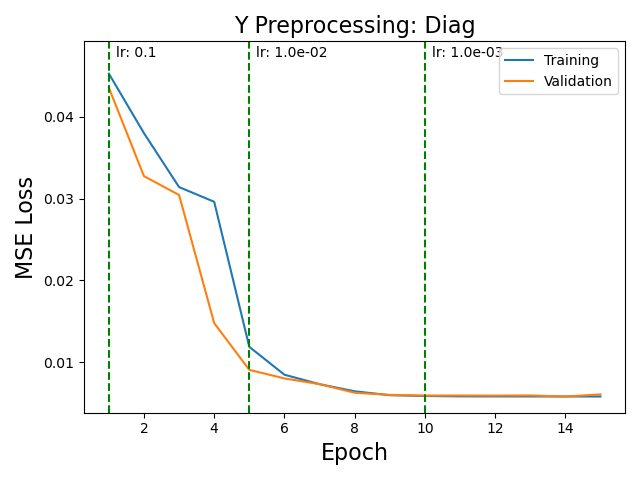 Y Preprocessing: Diag
lr: 0.1
lr: 1.0e-02
lr: 1.0e-03
Training
Validation
0.04
0.03
0.02
0.01
MSE Loss
2
4
6
8
10
12
14
Epoch